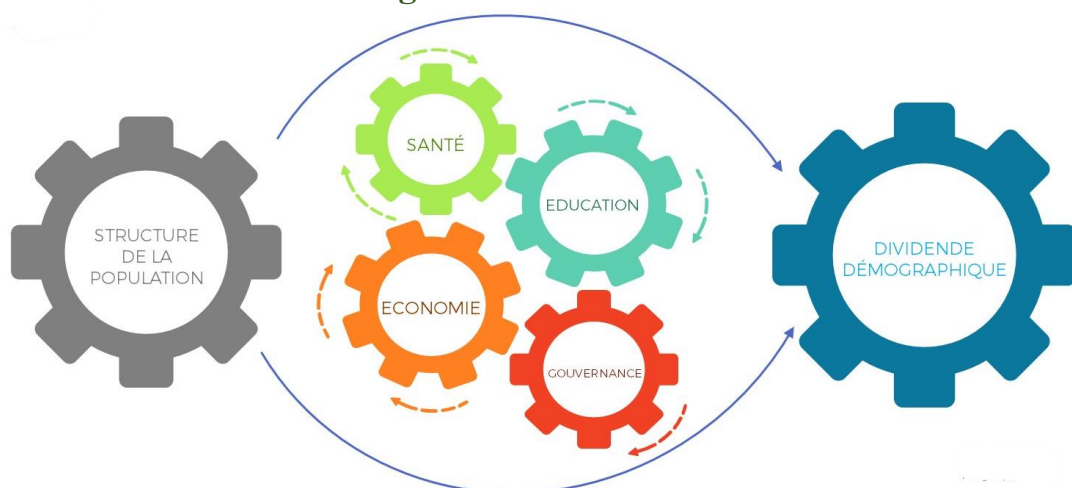 STRUCTURE
DE LA
POPULATION
SANTÉ
EDUCATION
ECONOMIE
GOUVERNANCE
DIVIDENDE
DÉMOGRAPHIQUE